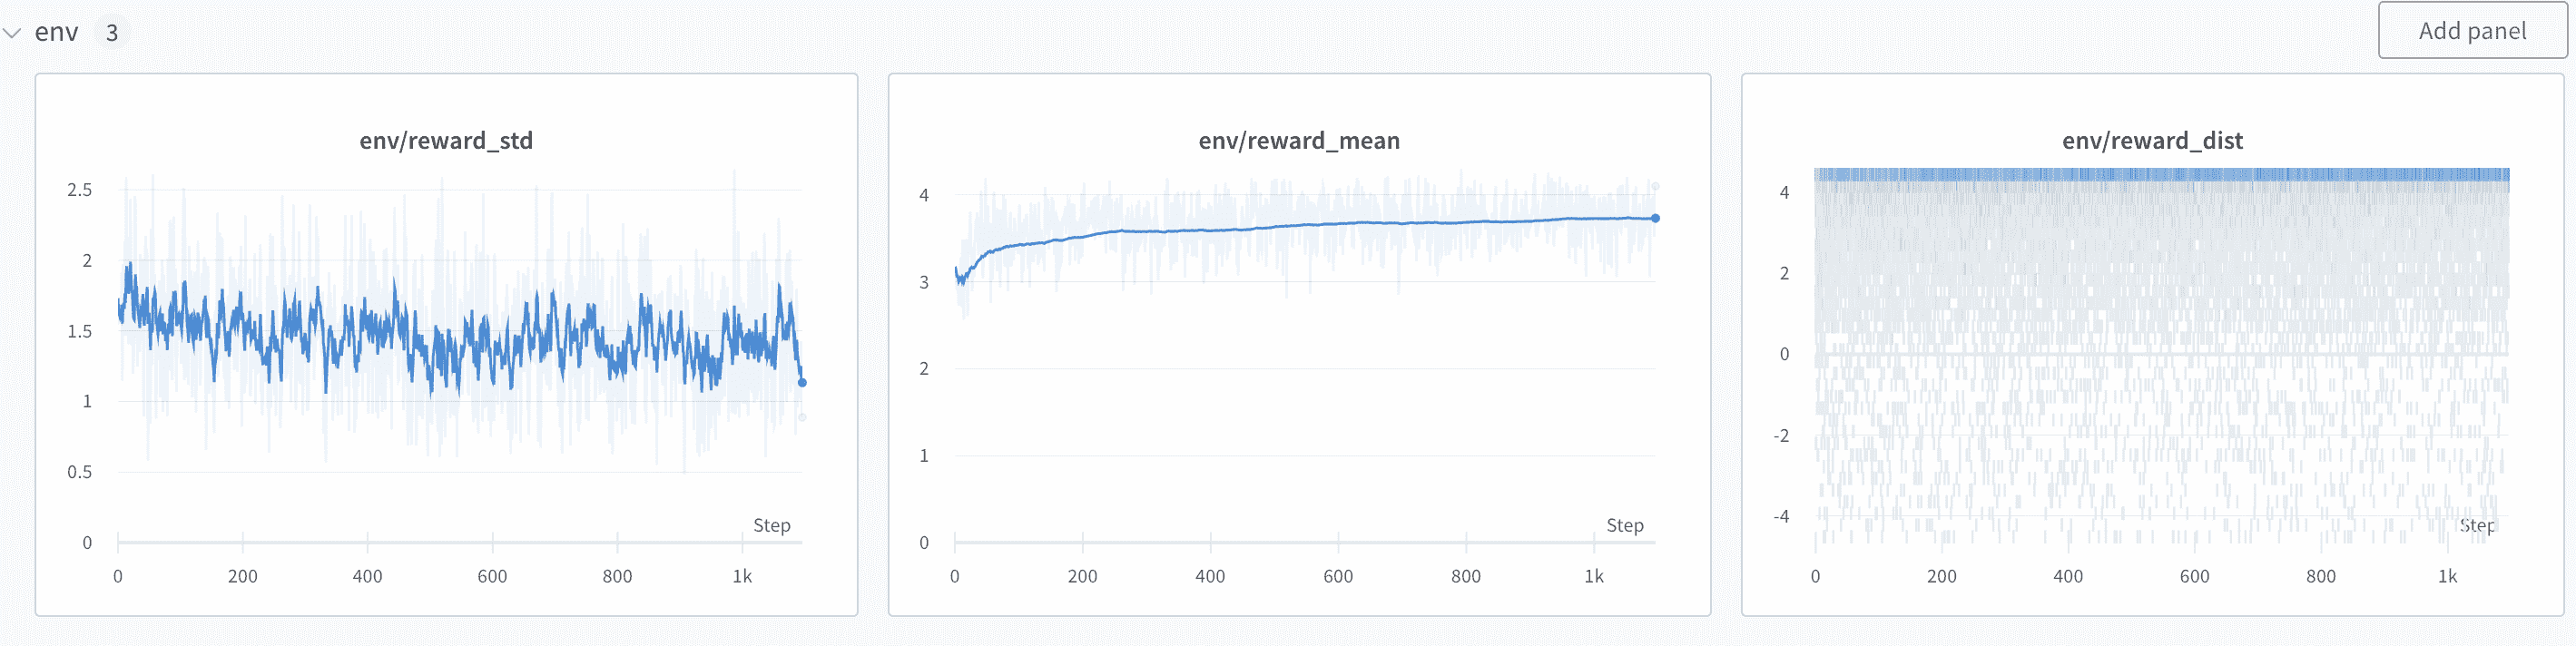 env 3
Add panel
env/reward_std
2.5
2
1.5
1
0.5
0
Step
0 200 400 600 800 1k
env/reward_mean
4
3
2
1
0
Step
0 200 400 600 800 1k
env/reward_dist
4
2
0
-2
-4
Step
0 200 400 600 800 1k